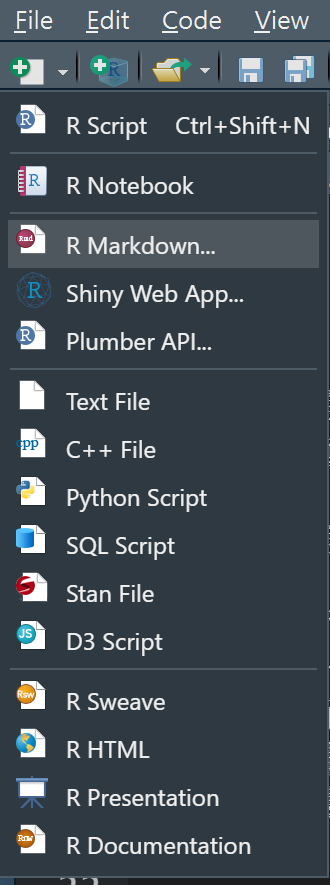 File Edit Code View
R Script Ctrl+Shift+N
R Notebook
R Markdown...
Shiny Web App...
Plumber API...
Text File
C++ File
Python Script
SQL Script
Stan File
D3 Script
R Sweave
R HTML
R Presentation
R Documentation